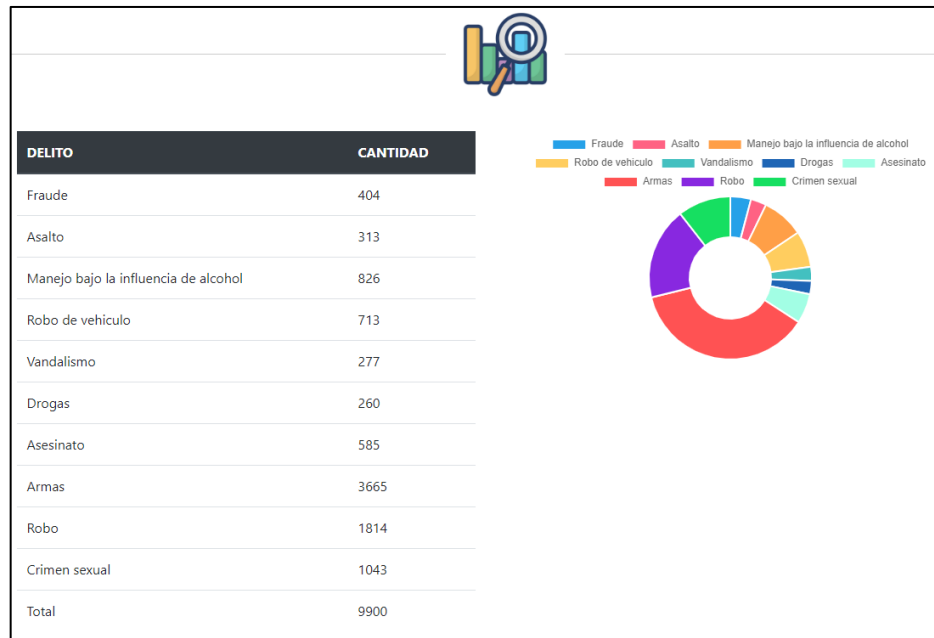 DELITO CANTIDAD
Fraude 404
Asalto 313
Manejo bajo la influencia de alcohol 826
Robo de vehiculo 713
Vandalismo 277
Drogas 260
Asesinato 585
Armas 3665
Robo 1814
Crimen sexual 1043
Total 9900
Fraude Asalto Manejo bajo la influencia de alcohol
Robo de vehiculo Vandalismo Drogas Asesinato
Armas Robo Crimen sexual